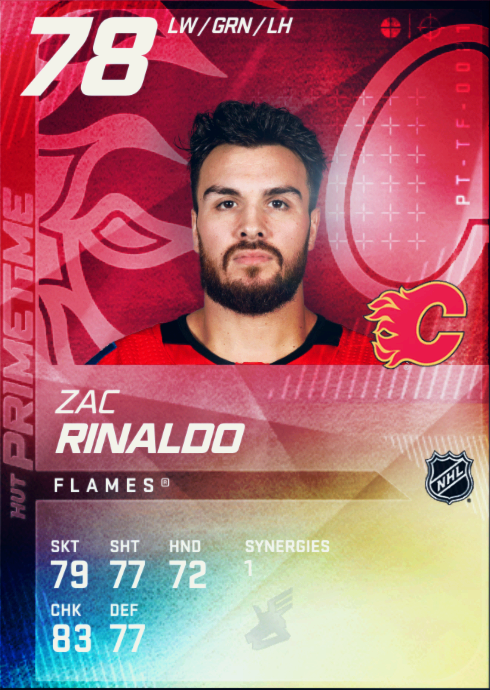 78
LW / GRN / LH
PT-TF-001
HUT PRIMETIME
ZAC
RINALDO
FLAMES®
NHL
SKT SHT HND SYNERGIES
79 77 72 1
CHK DEF
83 77